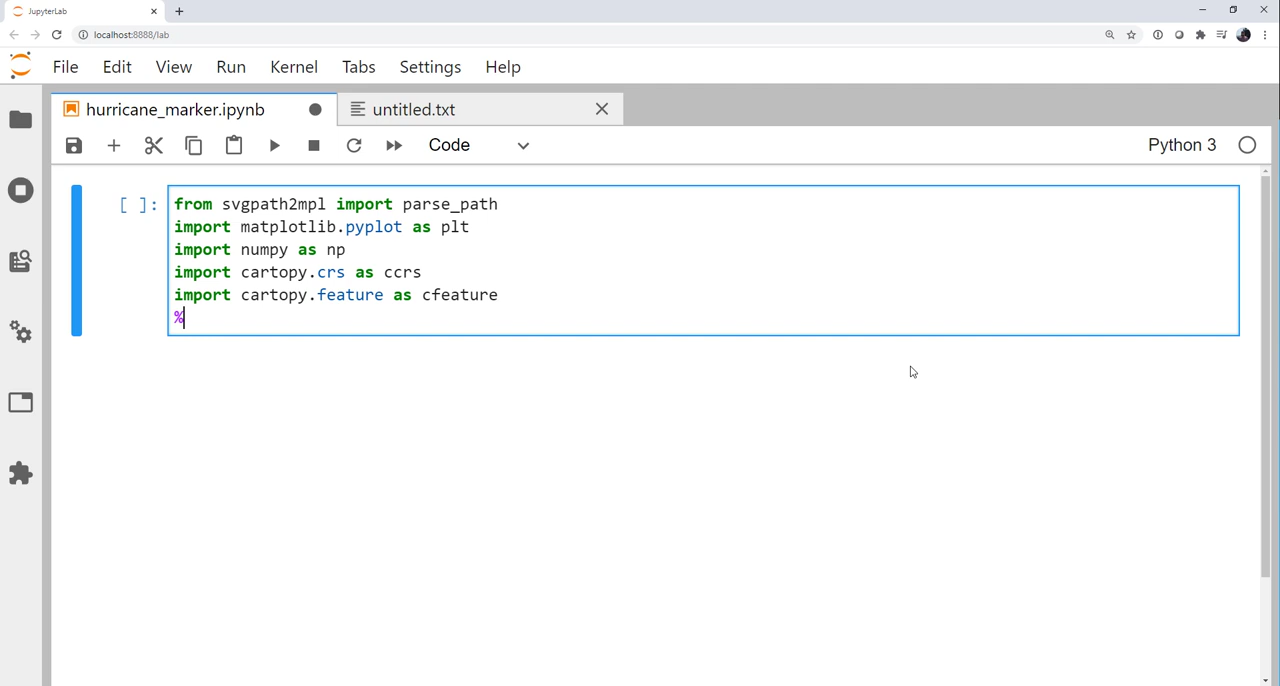 JupyterLab
localhost:8888/lab
File Edit View Run Kernel Tabs Settings Help
hurricane_marker.ipynb untitled.txt
Code Python 3
[ ]:
from svgpath2mpl import parse_path
import matplotlib.pyplot as plt
import numpy as np
import cartopy.crs as ccrs
import cartopy.feature as cfeature
%